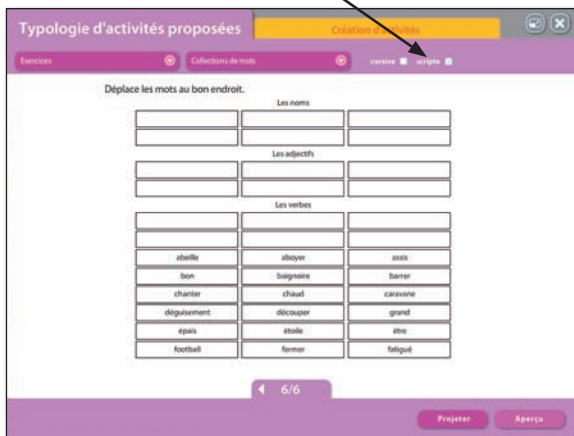 Typologie d'activités proposées
Création d'activités
Exercices
Collections de mots
cursive
scripte
Déplace les mots au bon endroit.
Les noms
Les adjectifs
Les verbes
abeille aboyer assis
bon baignoire barrer
chanter chaud caravane
déguisement découper grand
épais étoile être
football fermer fatigué
6/6
Projeter
Aperçu